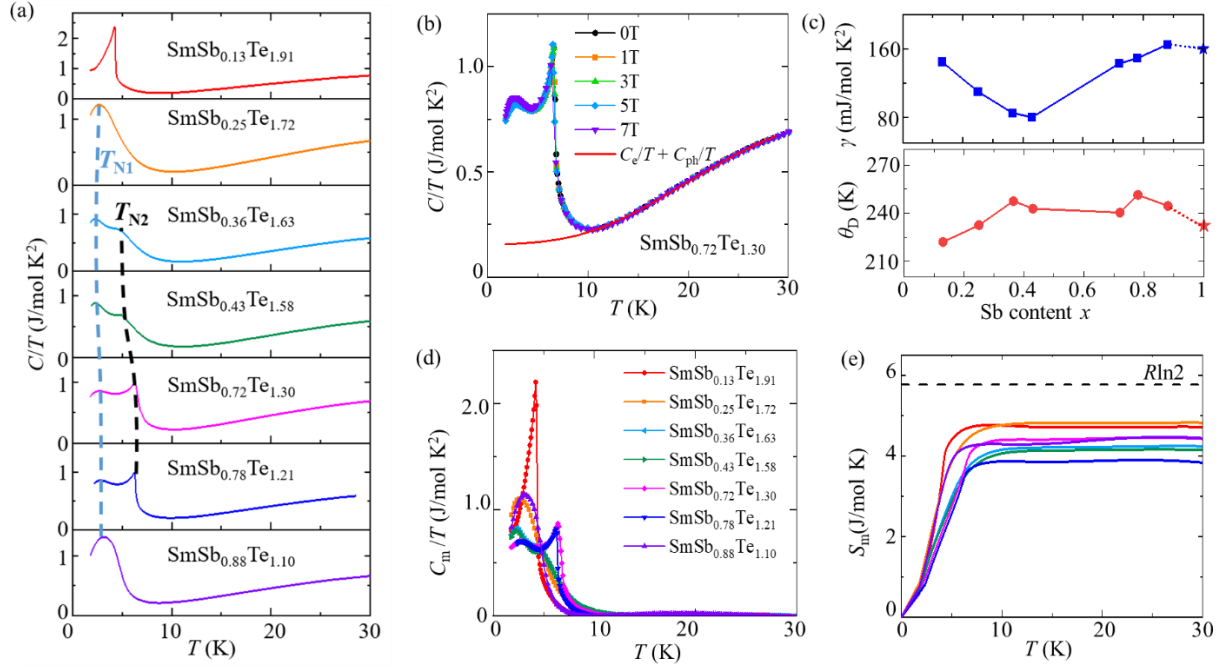 (a)
2
1
0
SmSb0.13Te1.91
1
0
SmSb0.25Te1.72
TN1
1
0
SmSb0.36Te1.63
TN2
1
0
SmSb0.43Te1.58
1
0
SmSb0.72Te1.30
1
0
SmSb0.78Te1.21
1
0
SmSb0.88Te1.10
C/T (J/mol K2)
0 10 20 30
T (K)
(b)
1.0
0.5
0.0
0T
1T
3T
5T
7T
Ce/T + Cph/T
SmSb0.72Te1.30
C/T (J/mol K2)
0 10 20 30
T (K)
(c)
160
80
γ (mJ/mol K2)
270
240
210
θD (K)
0 0.2 0.4 0.6 0.8 1
Sb content x
(d)
2.0
1.0
0
SmSb0.13Te1.91
SmSb0.25Te1.72
SmSb0.36Te1.63
SmSb0.43Te1.58
SmSb0.72Te1.30
SmSb0.78Te1.21
SmSb0.88Te1.10
Cm /T (J/mol K2)
0 10 20 30
T (K)
(e)
6
4
2
0
Rln2
Sm(J/mol K)
0 10 20 30
T (K)